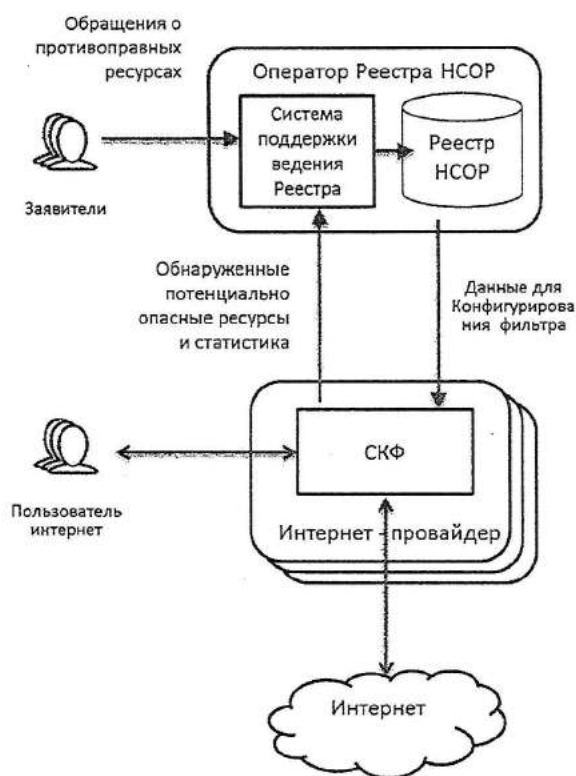 Обращения о
противоправных
ресурсах
Оператор Реестра НСОР
Система
поддержки
ведения
Реестра
Реестр
НСОР
Заявители
Обнаруженные
потенциально
опасные ресурсы
и статистика
Данные для
Конфигурирова
ния фильтра
СКФ
Пользователь
интернет
Интернет - провайдер
Интернет